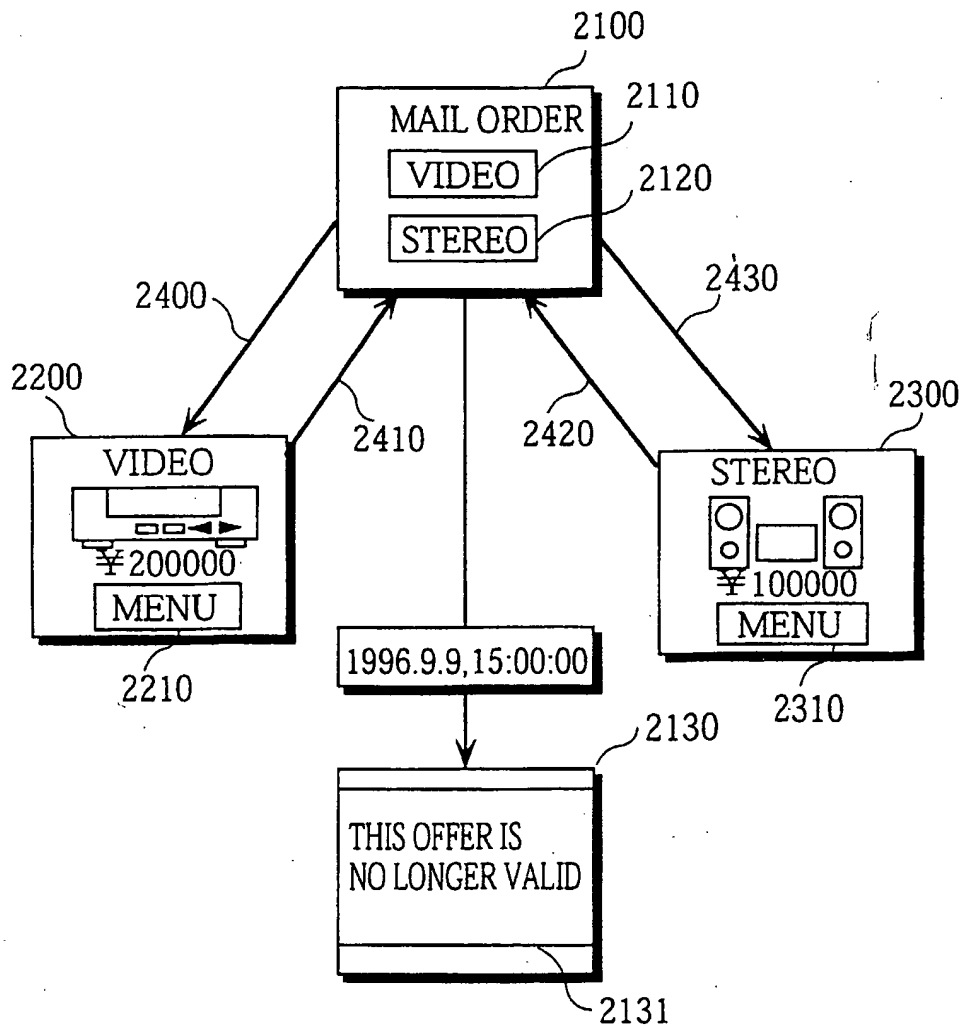 2100
MAIL ORDER
2110
VIDEO
2120
STEREO
2400
2430
2200
2410
2420
2300
VIDEO
¥200000
MENU
2210
STEREO
¥100000
MENU
2310
1996.9.9,15:00:00
2130
THIS OFFER IS
NO LONGER VALID
2131